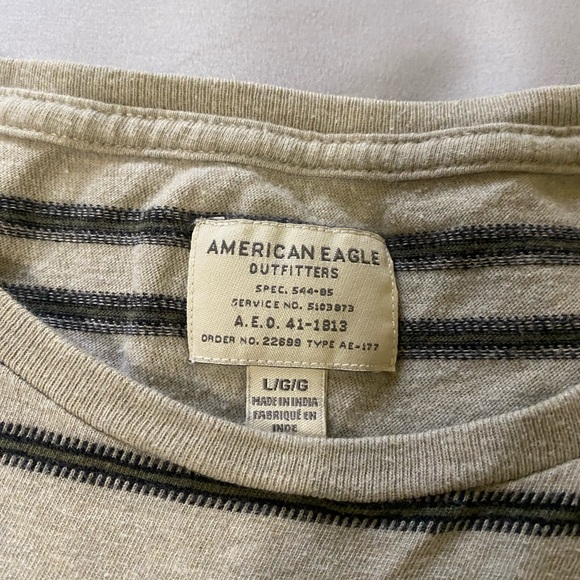 AMERICAN EAGLE
OUTFITTERS
SPEC. 544-85
SERVICE NO. 5103873
A.E.O. 41-1813
ORDER NO. 22699 TYPE AE-177
L/G/G
MADE IN INDIA
FABRIQUÉ EN
INDE